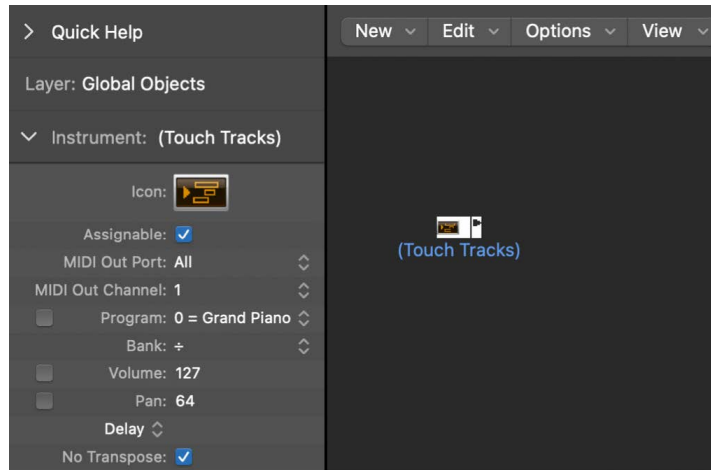 Quick Help
Layer: Global Objects
Instrument: (Touch Tracks)
Icon:
Assignable:
MIDI Out Port: All
MIDI Out Channel: 1
Program: 0 = Grand Piano
Bank: ÷
Volume: 127
Pan: 64
Delay
No Transpose:
New Edit Options View
(Touch Tracks)